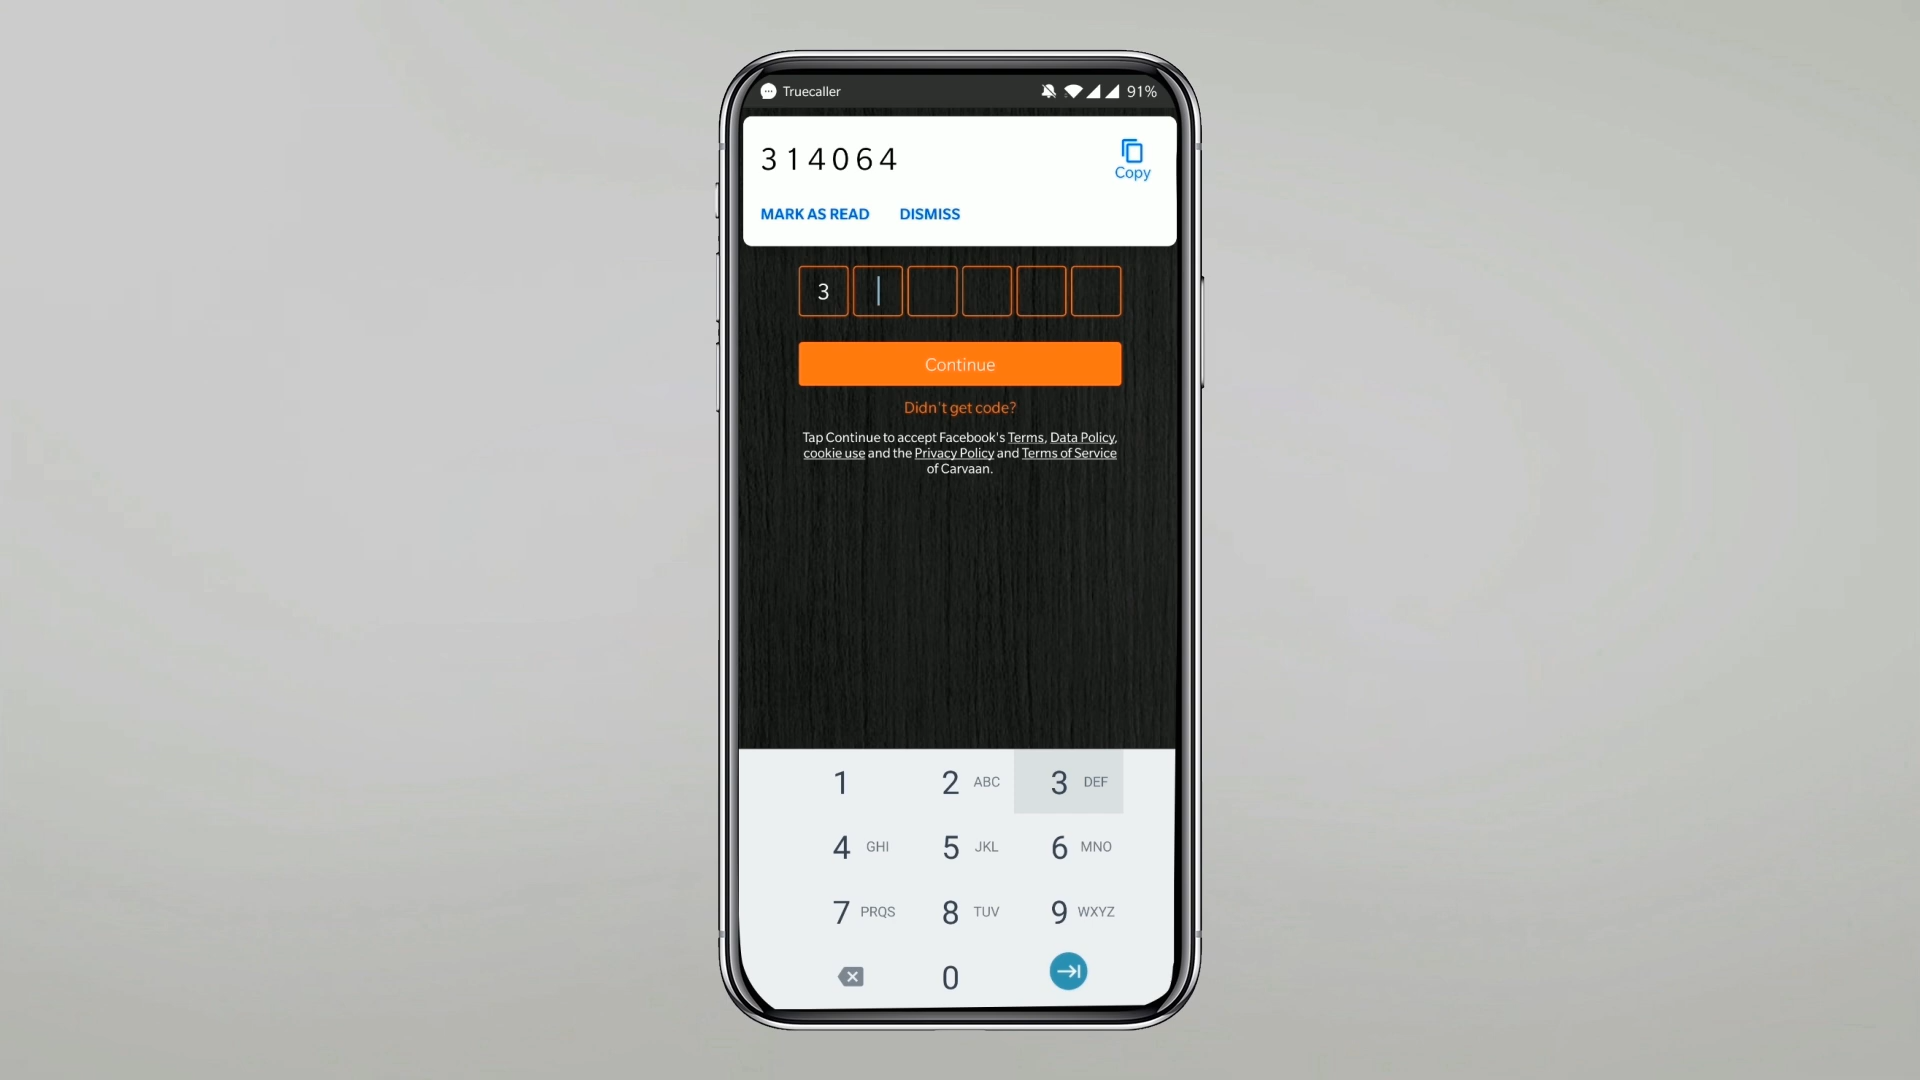 Truecaller 91%
314064
Copy
MARK AS READ DISMISS
3
Continue
Didn't get code?
Tap Continue to accept Facebook's Terms, Data Policy,
cookie use and the Privacy Policy and Terms of Service
of Carvaan.
1 2 ABC 3 DEF
4 GHI 5 JKL 6 MNO
7 PRQS 8 TUV 9 WXYZ
0